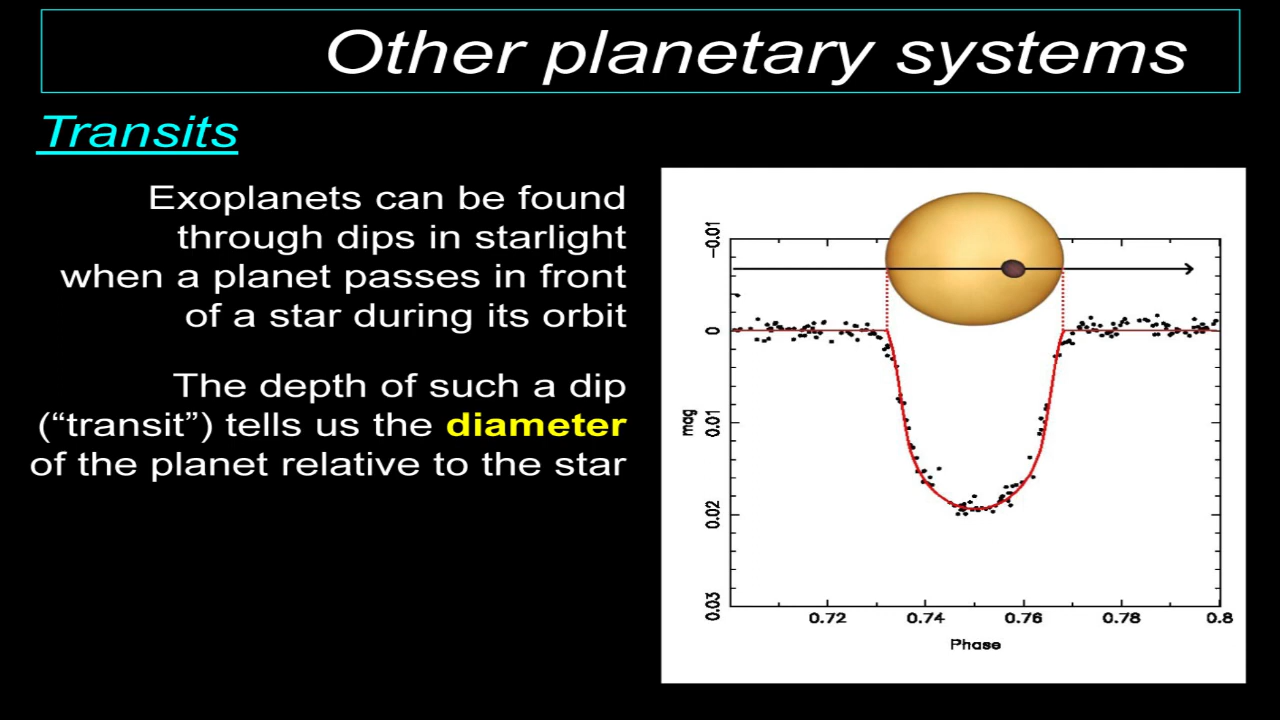 Other planetary systems
Transits
Exoplanets can be found
through dips in starlight
when a planet passes in front
of a star during its orbit
The depth of such a dip
(“transit”) tells us the diameter
of the planet relative to the star
-0.01
0
0.01
0.02
0.03
mag
0.72
0.74
0.76
0.78
0.8
Phase